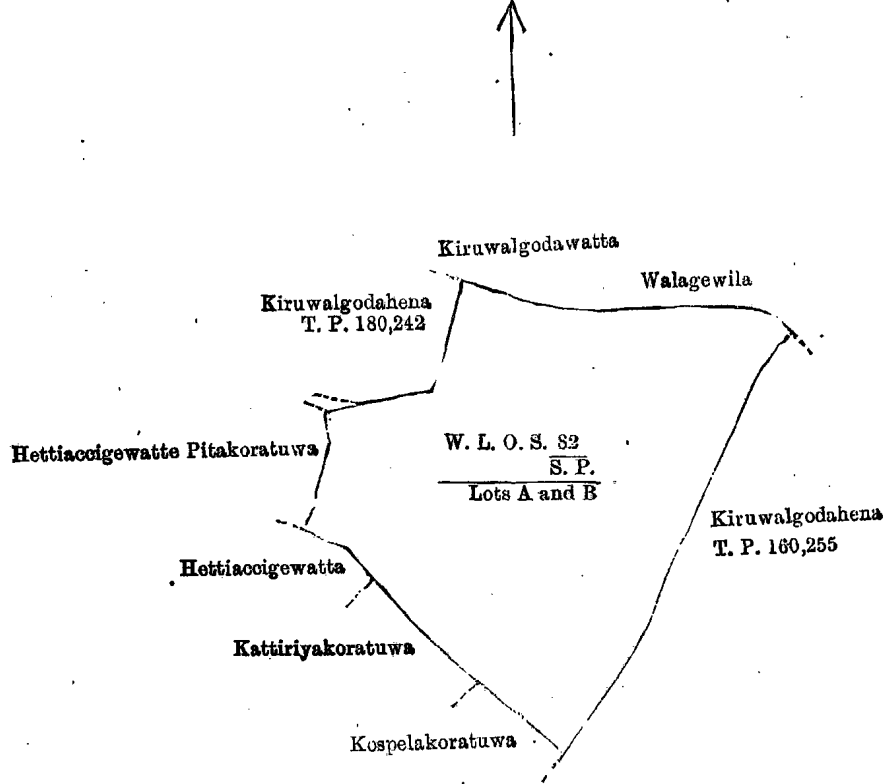 Kiruwalgodawatta
Walagewila
Kiruwalgodahena
T. P. 180,242
Hettiaccigewatte Pitakoratuwa
W. L. O. S. 82
S. P.
Lots A and B
Kiruwalgodahena
T. P. 160,255
Hettiaccigewatta
Kattiriyakoratuwa
Kospelakoratuwa